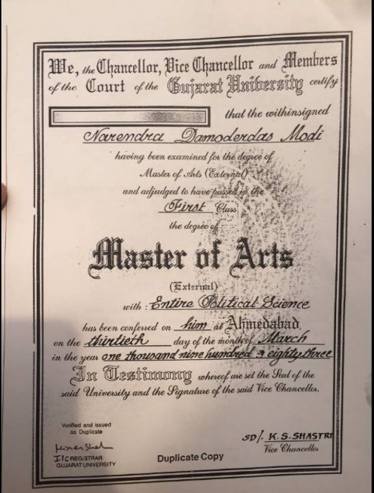 We, the Chancellor, Vice Chancellor and Members
of the Court of the Gujarat University certify
that the withinsigned
Narendra Damoderdas Modi
having been examined for the degree of
Master of Arts (External)
and adjudged to have passed in the
First Class
the degree of
Master of Arts
(External)
with Entire Political Science
has been conferred on him at Ahmedabad
on the thirtieth day of the month of March
in the year one thousand nine hundred & eighty three
In Testimony whereof are set the Seal of the
said University and the Signature of the said Vice Chancellor.
Verified and issued
as Duplicate
I/c REGISTRAR
GUJARAT UNIVERSITY
Duplicate Copy
SD/. K. S. SHASTRI
Vice Chancellor